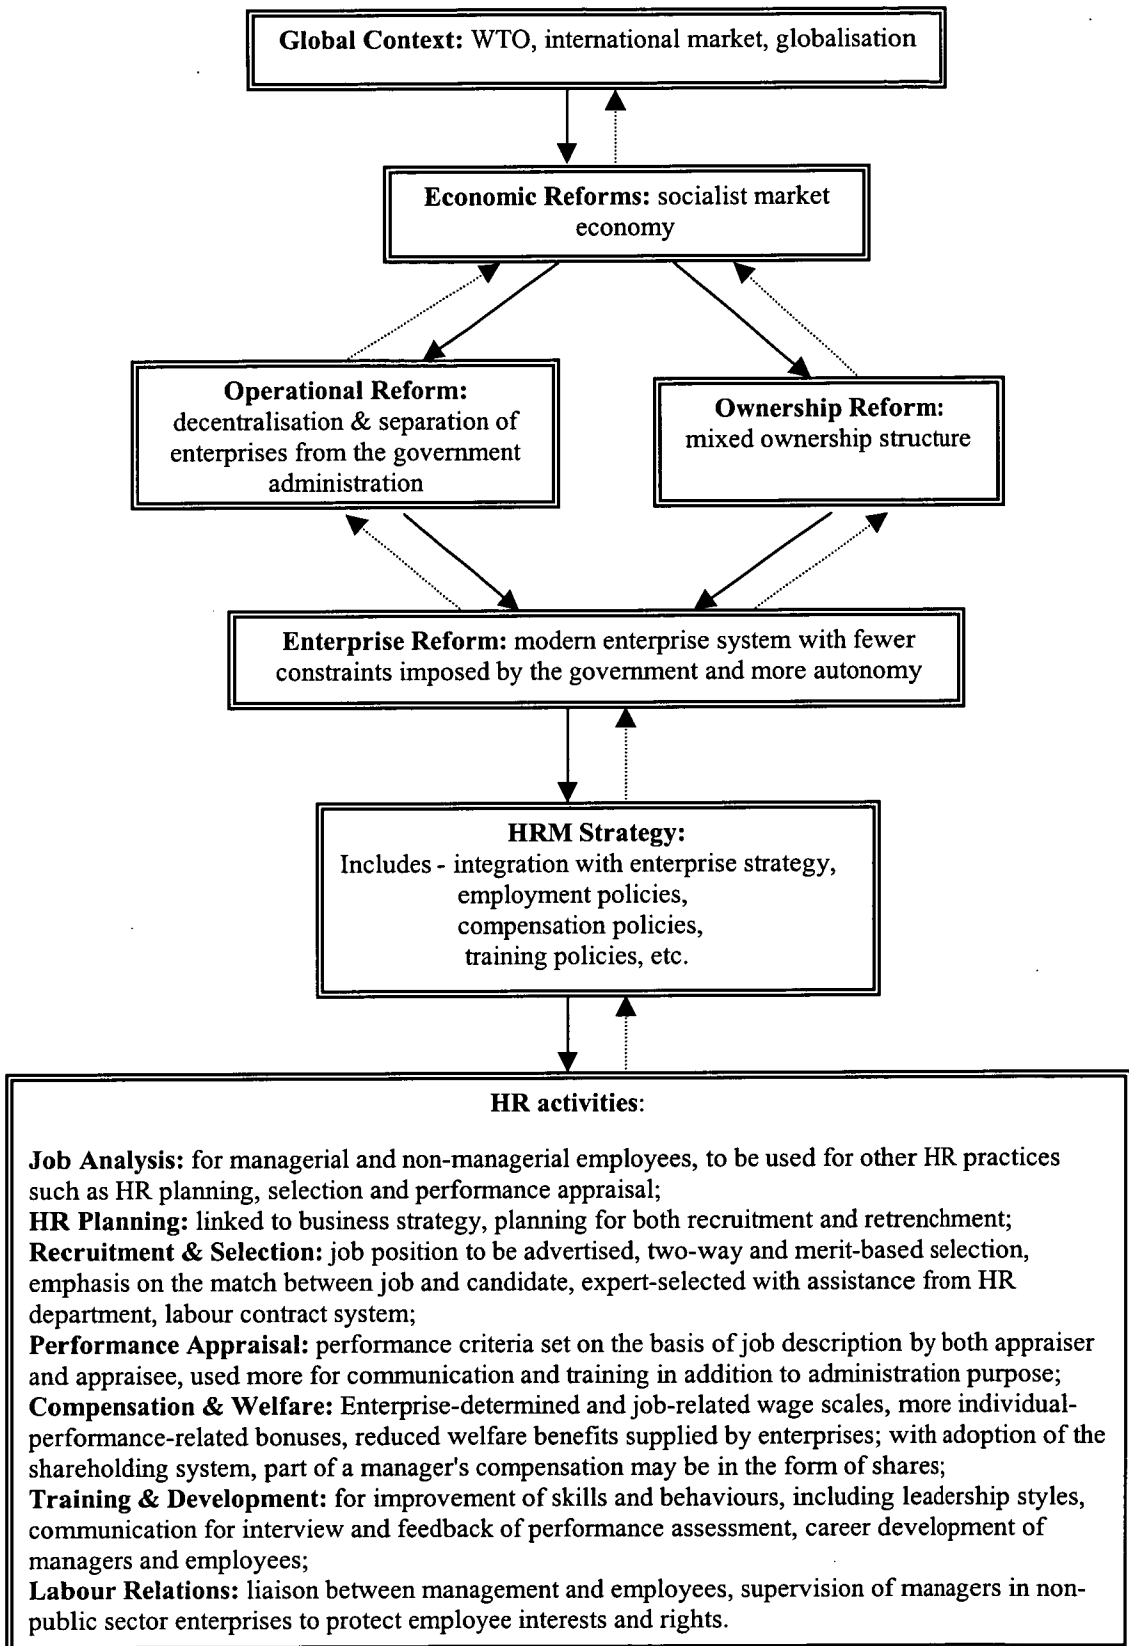 Global Context: WTO, international market, globalisation
Economic Reforms: socialist market
economy
Operational Reform:
decentralisation & separation of
enterprises from the government
administration
Ownership Reform:
mixed ownership structure
Enterprise Reform: modern enterprise system with fewer
constraints imposed by the government and more autonomy
HRM Strategy:
Includes - integration with enterprise strategy,
employment policies,
compensation policies,
training policies, etc.
HR activities:
Job Analysis: for managerial and non-managerial employees, to be used for other HR practices
such as HR planning, selection and performance appraisal;
HR Planning: linked to business strategy, planning for both recruitment and retrenchment;
Recruitment & Selection: job position to be advertised, two-way and merit-based selection,
emphasis on the match between job and candidate, expert-selected with assistance from HR
department, labour contract system;
Performance Appraisal: performance criteria set on the basis of job description by both appraiser
and appraisee, used more for communication and training in addition to administration purpose;
Compensation & Welfare: Enterprise-determined and job-related wage scales, more individual-
performance-related bonuses, reduced welfare benefits supplied by enterprises; with adoption of the
shareholding system, part of a manager's compensation may be in the form of shares;
Training & Development: for improvement of skills and behaviours, including leadership styles,
communication for interview and feedback of performance assessment, career development of
managers and employees;
Labour Relations: liaison between management and employees, supervision of managers in non-
public sector enterprises to protect employee interests and rights.